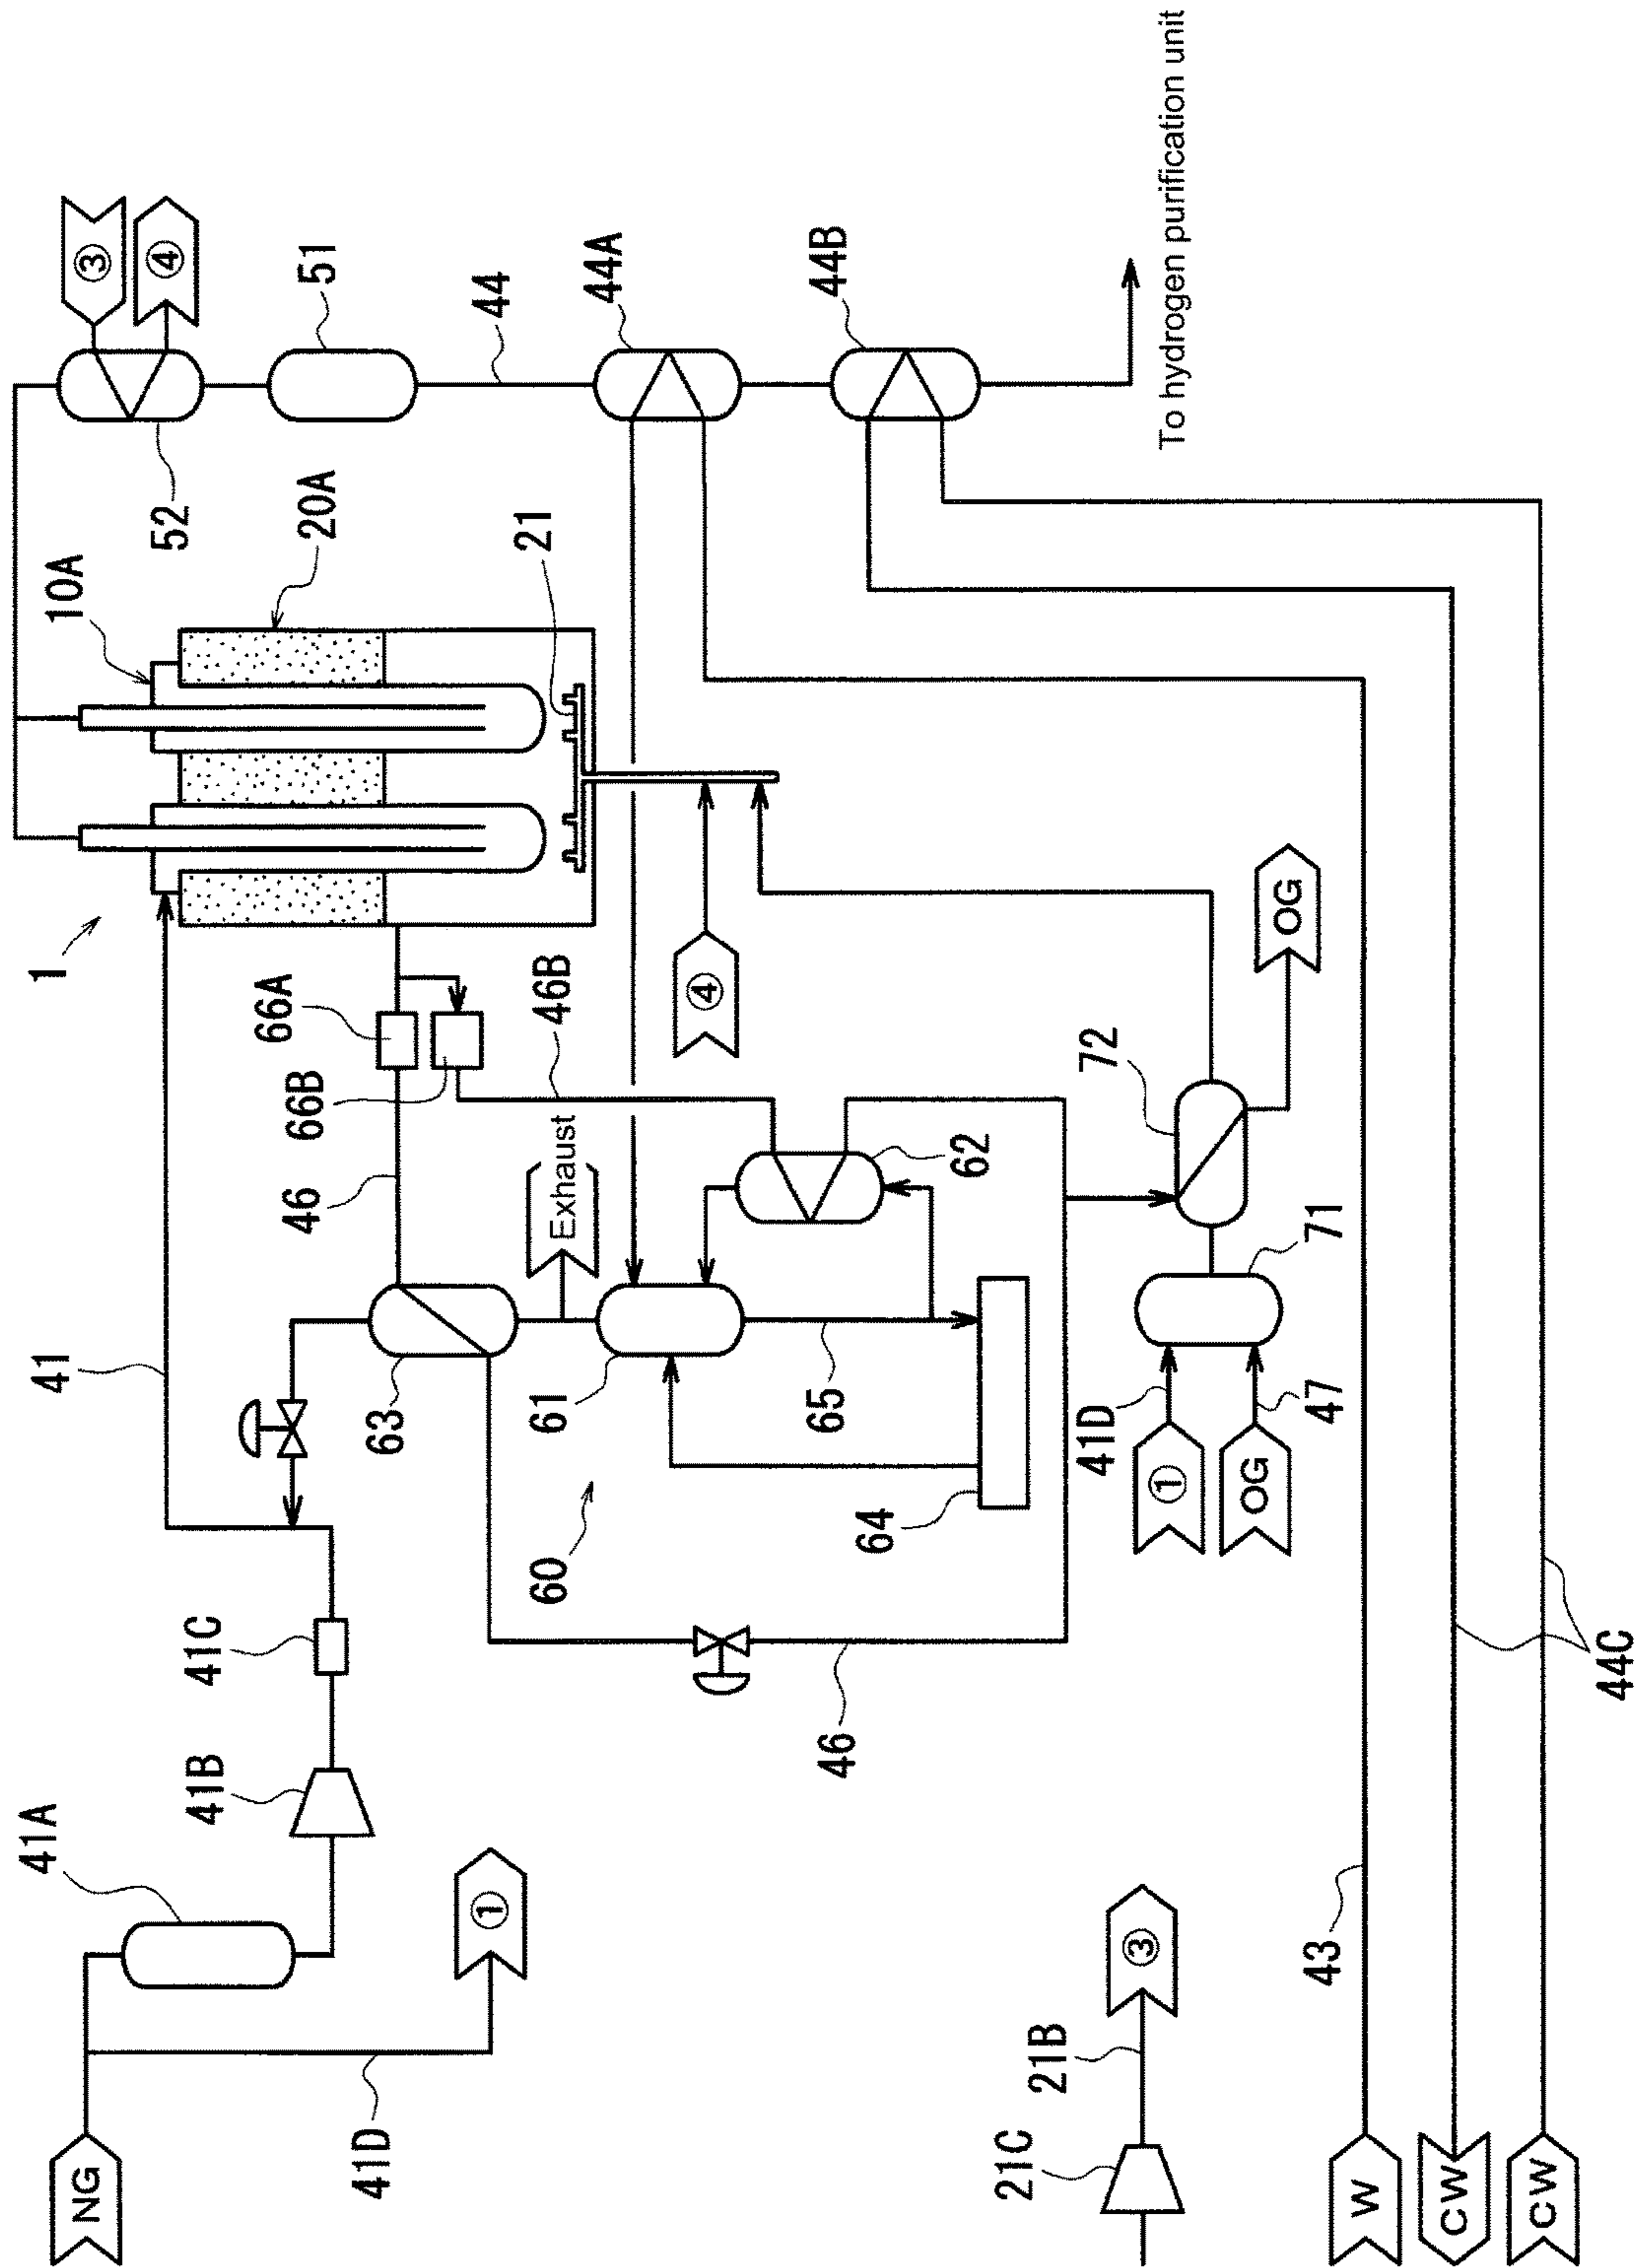 NG
41D
①
41A
41B
41C
41
1
10A
20A
21
52
③
④
51
44
44A
44B
To hydrogen purification unit
66A
66B
46
46B
Exhaust
④
63
61
62
65
60
64
46
72
71
41D
①
OG
47
OG
21C
21B
③
43
W
CW
CW
44C